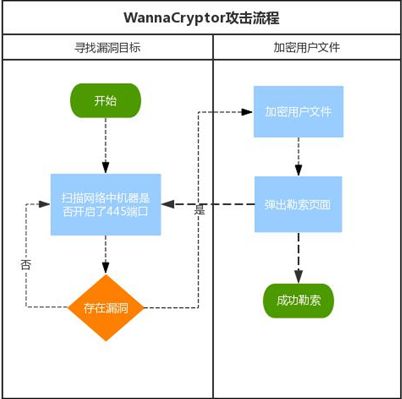 WannaCryptor攻击流程
寻找漏洞目标
加密用户文件
开始
扫描网络中机器是
否开启了445端口
否
存在漏洞
是
加密用户文件
弹出勒索页面
成功勒索